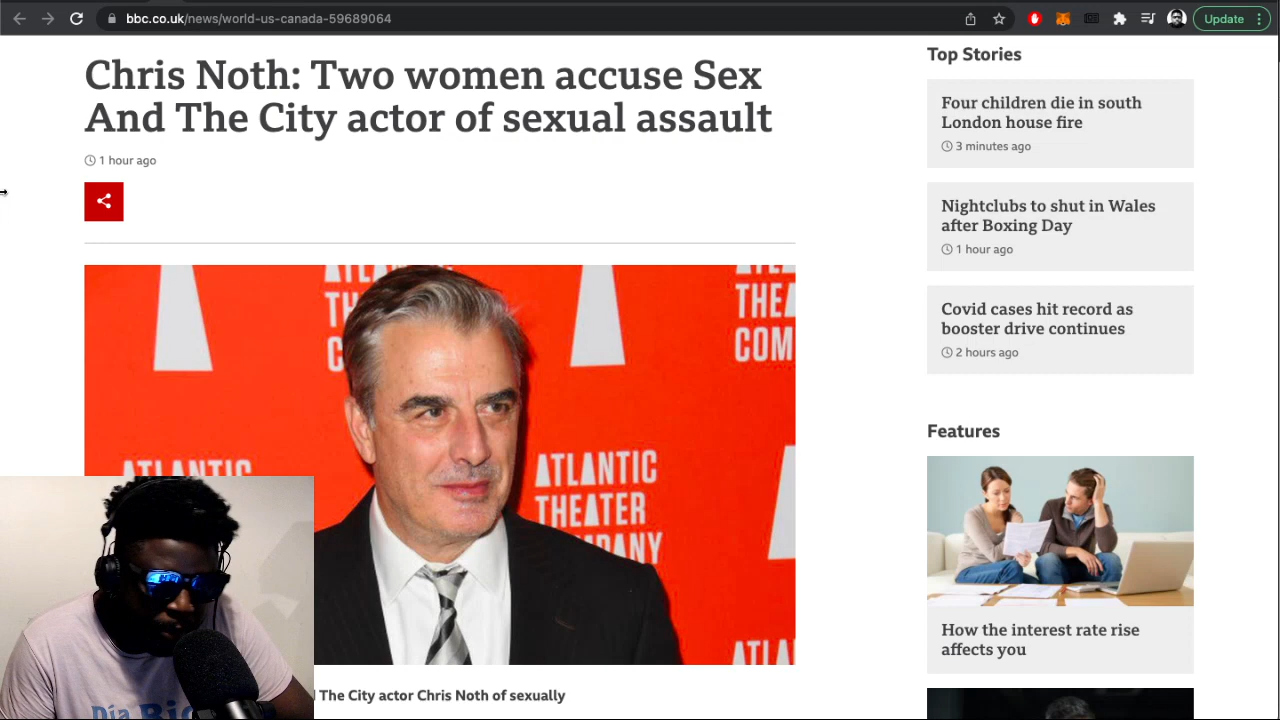 bbc.co.uk/news/world-us-canada-59689064
Update
Chris Noth: Two women accuse Sex
And The City actor of sexual assault
1 hour ago
ATLANTIC
THEATER
COMPANY
ATLANTIC
The City actor Chris Noth of sexually
Top Stories
Four children die in south
London house fire
3 minutes ago
Nightclubs to shut in Wales
after Boxing Day
1 hour ago
Covid cases hit record as
booster drive continues
2 hours ago
Features
How the interest rate rise
affects you